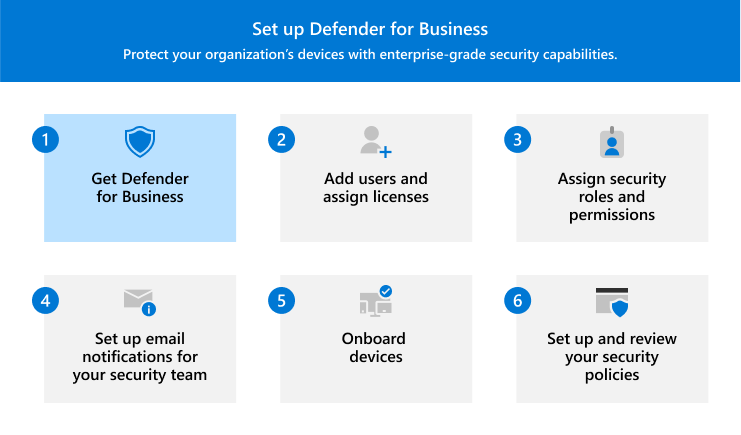 Set up Defender for Business
Protect your organization’s devices with enterprise-grade security capabilities.
1
Get Defender
for Business
2
Add users and
assign licenses
3
Assign security
roles and
permissions
4
Set up email
notifications for
your security team
5
Onboard
devices
6
Set up and review
your security
policies